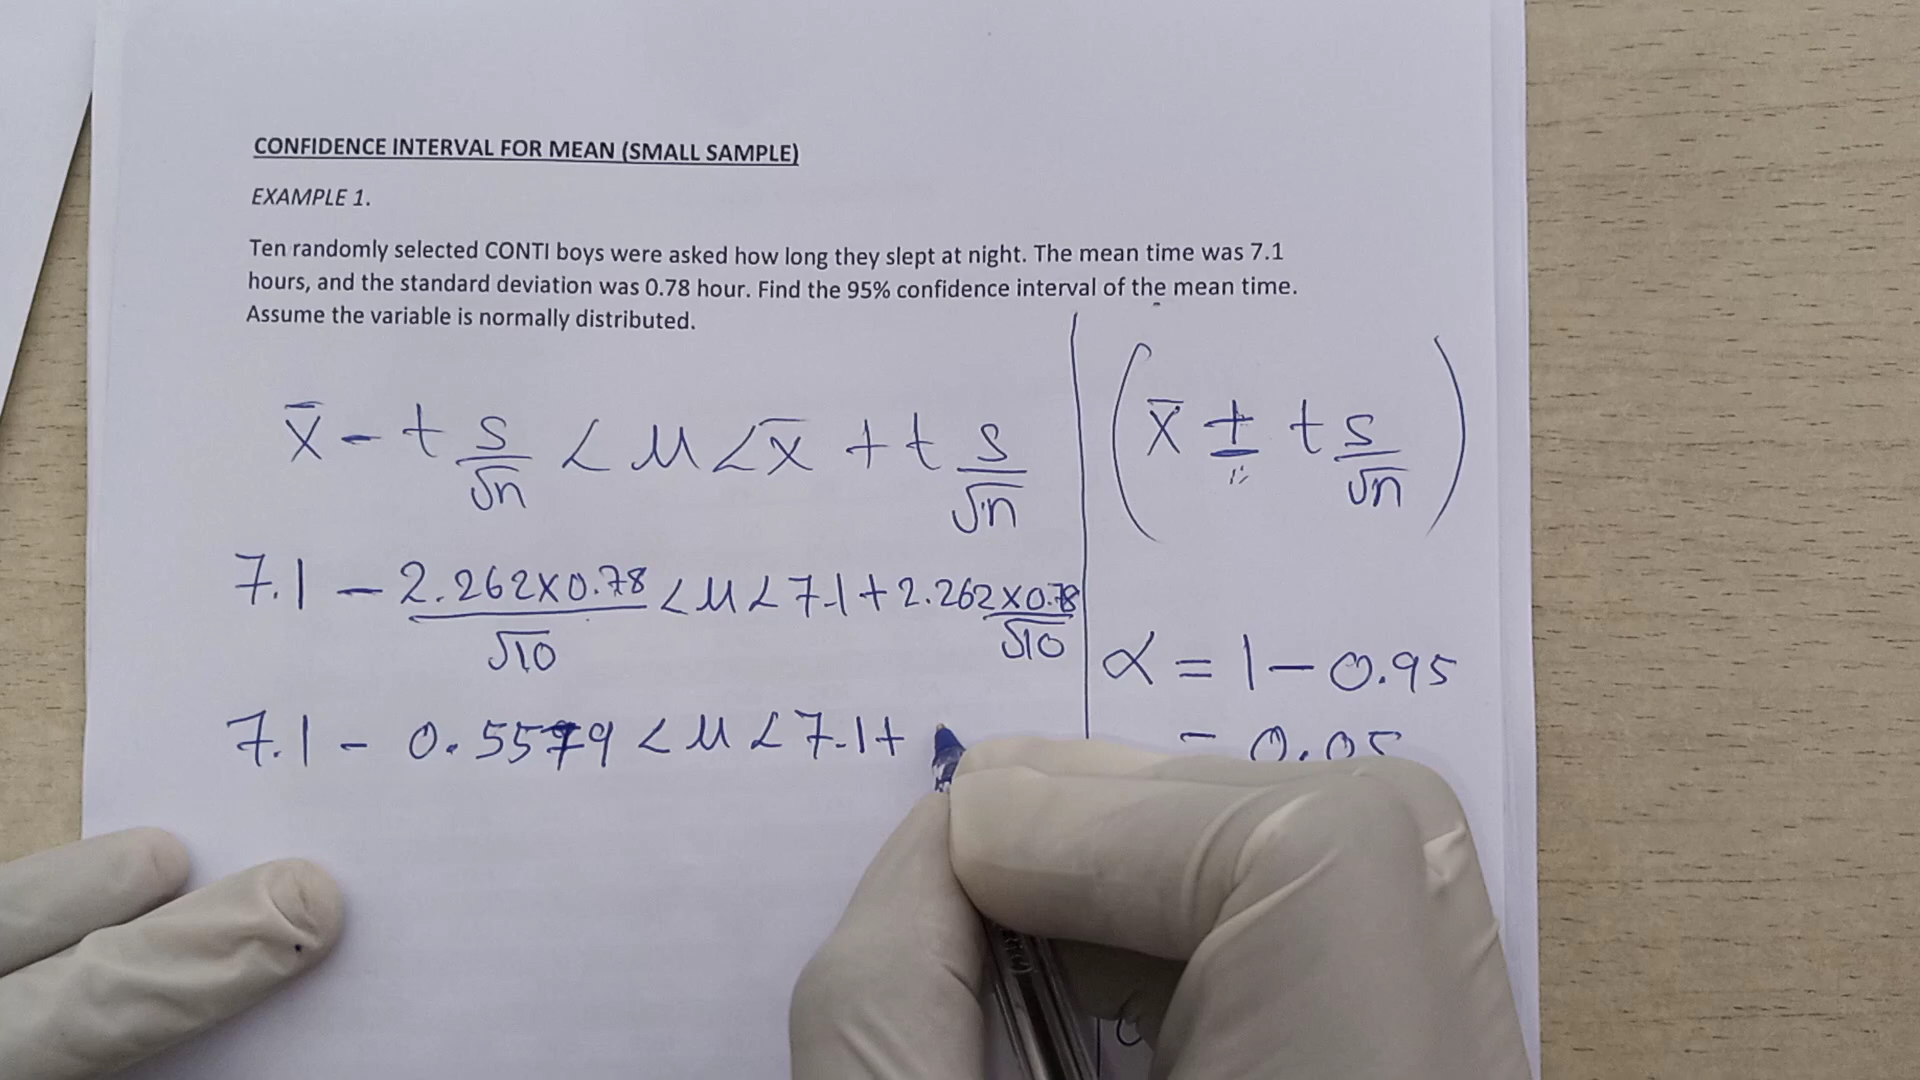 CONFIDENCE INTERVAL FOR MEAN (SMALL SAMPLE)
EXAMPLE 1.
Ten randomly selected CONTI boys were asked how long they slept at night. The mean time was 7.1
hours, and the standard deviation was 0.78 hour. Find the 95% confidence interval of the mean time.
Assume the variable is normally distributed.
x̄ - t s/√n < μ < x̄ + t s/√n
7.1 - 2.262×0.78/√10 < μ < 7.1 + 2.262×0.78/√10
7.1 - 0.5579 < μ < 7.1 +
(x̄ ± t s/√n)
α = 1 - 0.95
= 0.05